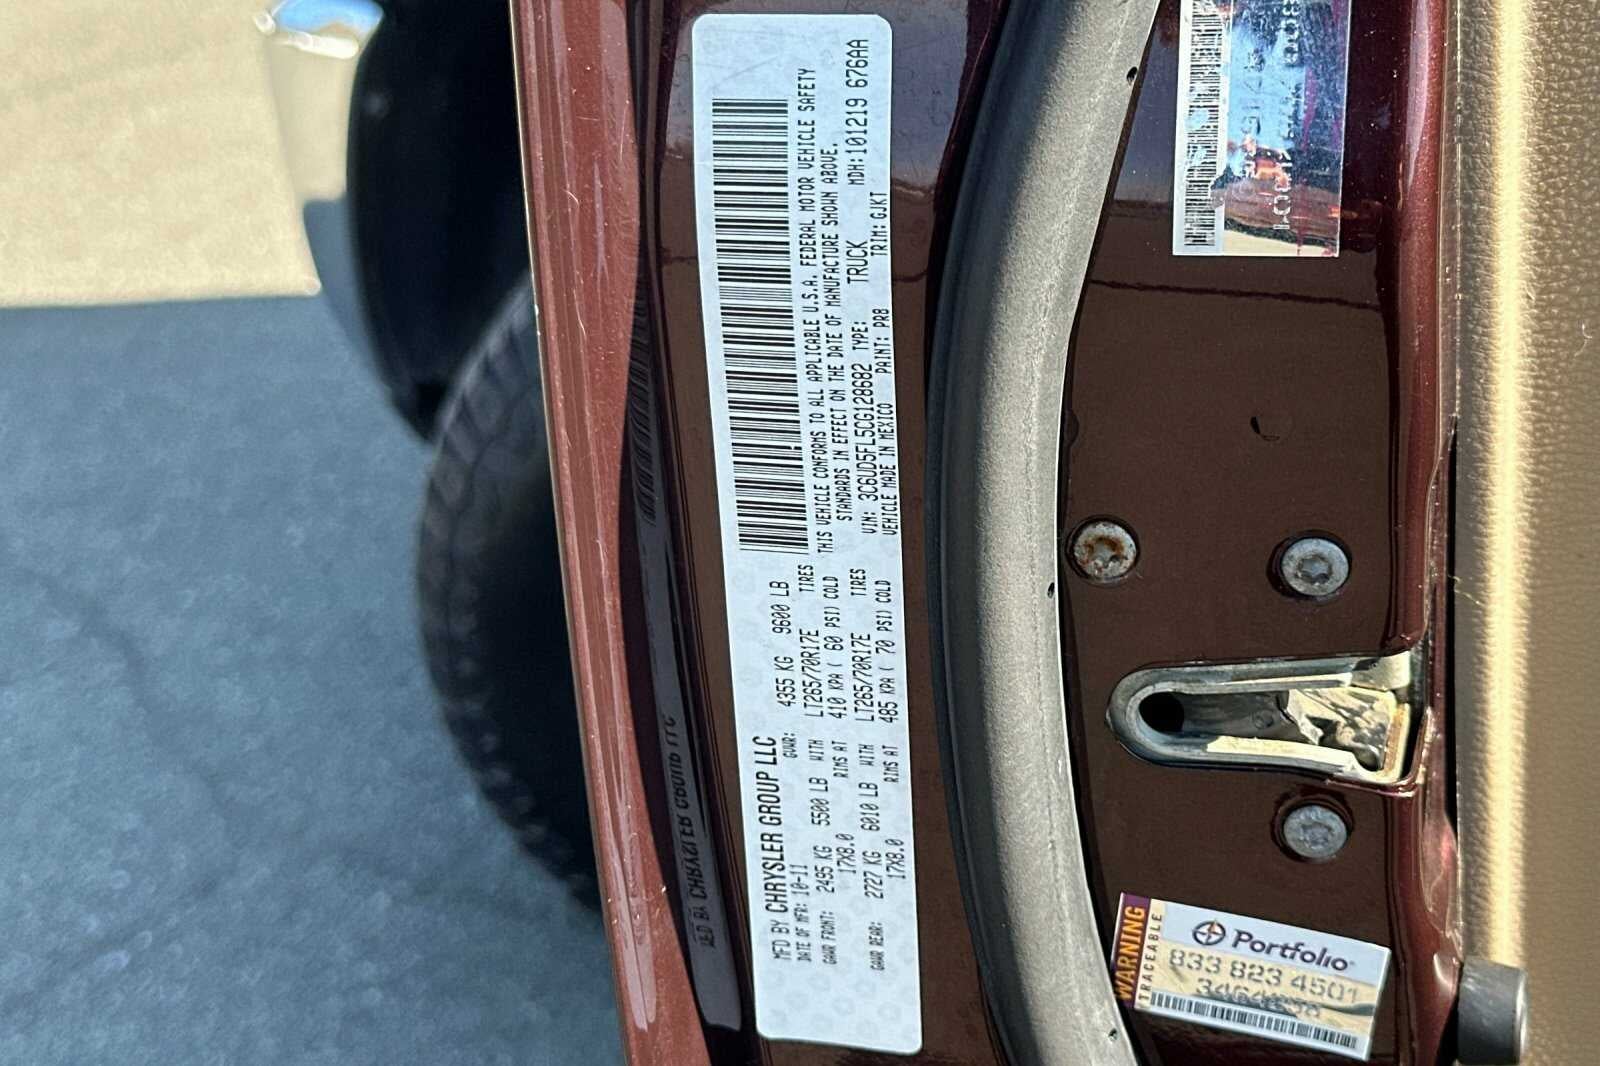 MFD BY CHRYSLER GROUP LLC
DATE OF MFR: 10-11 GVWR: 4355 KG 9600 LB
GAWR FRONT: 2495 KG 5500 LB WITH LT265/70R17E TIRES
17X8.0 RIMS AT 410 KPA ( 60 PSI) COLD
GAWR REAR: 2727 KG 6010 LB WITH LT265/70R17E TIRES
17X8.0 RIMS AT 485 KPA ( 70 PSI) COLD
THIS VEHICLE CONFORMS TO ALL APPLICABLE U.S.A. FEDERAL MOTOR VEHICLE SAFETY
STANDARDS IN EFFECT ON THE DATE OF MANUFACTURE SHOWN ABOVE.
VIN: 3C6UD5FL5CG128682 TYPE: TRUCK MDH:101219 676AA
VEHICLE MADE IN MEXICO PAINT: PR8 TRIM: GJKT
WARNING
TRACEABLE
Portfolio
833 823 4501